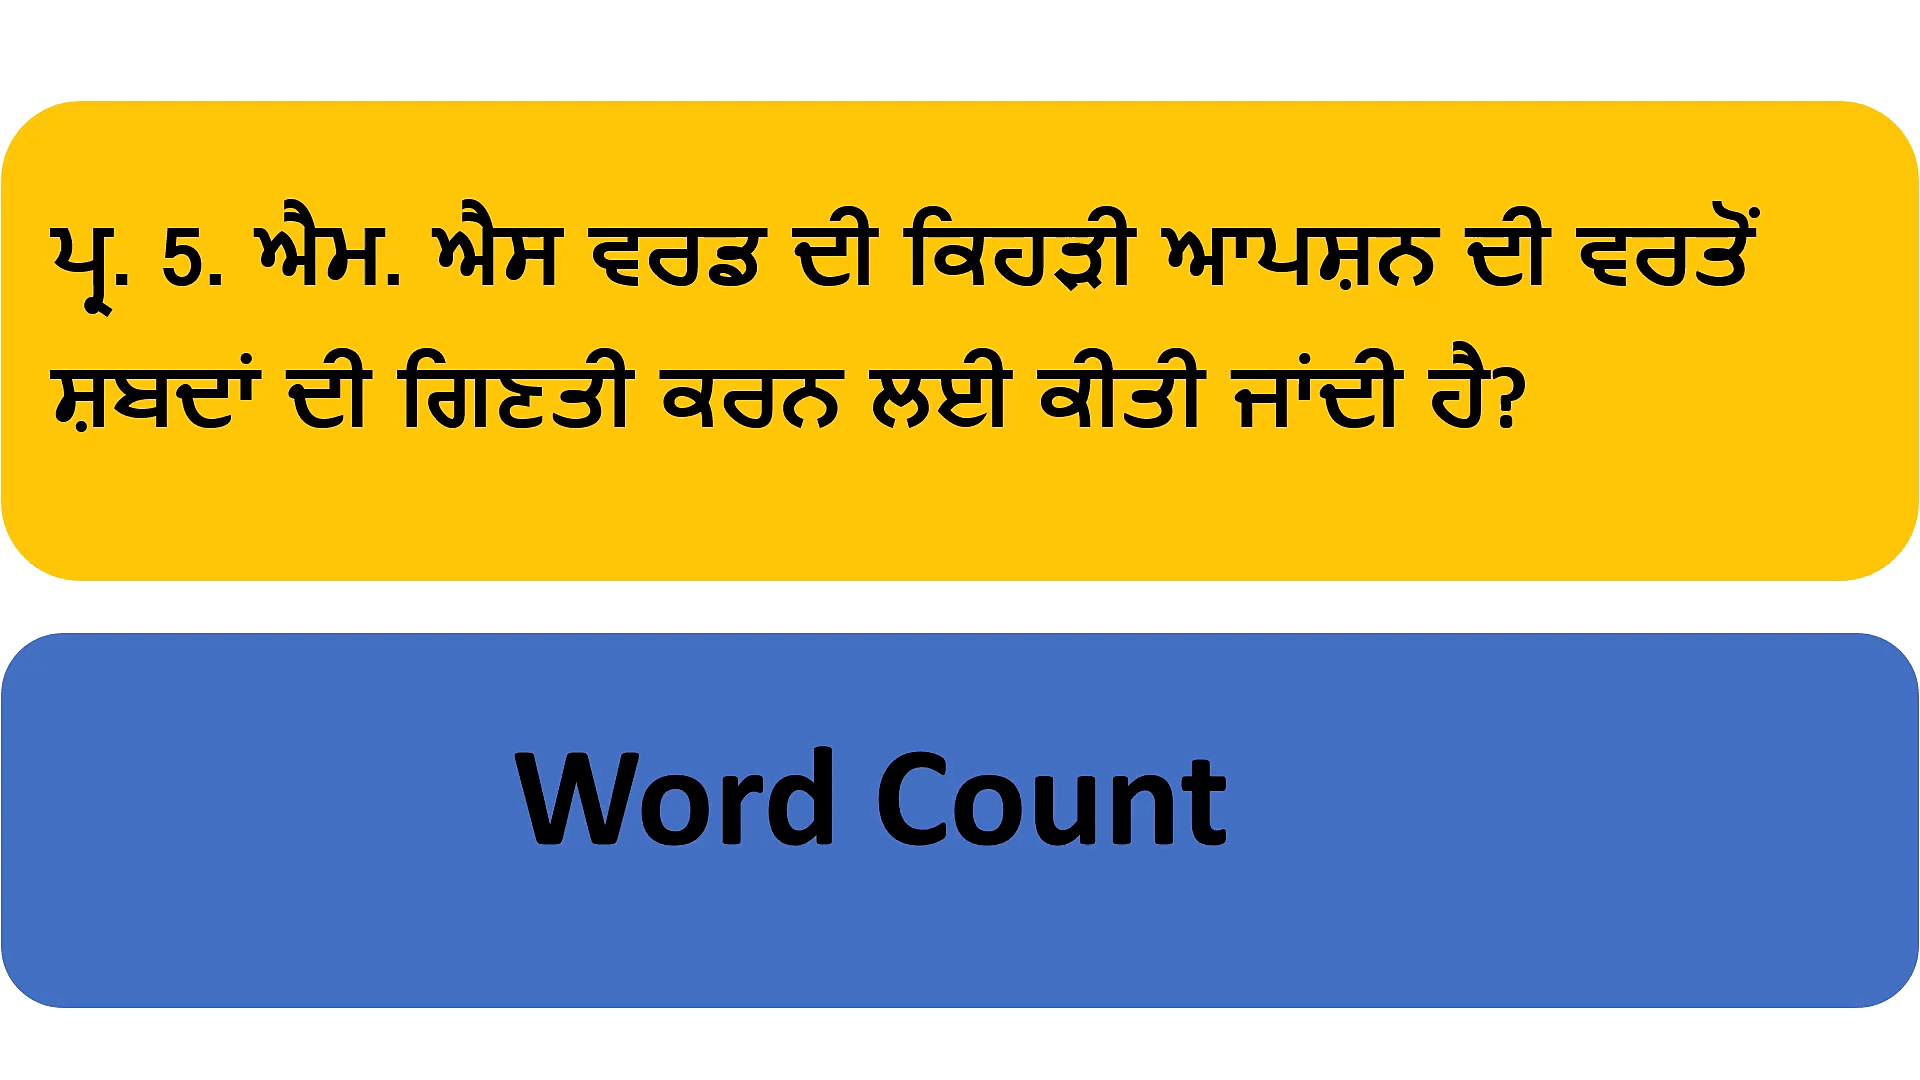 ਪ੍ਰ. 5. ਐਮ. ਐਸ ਵਰਡ ਦੀ ਕਿਹੜੀ ਆਪਸ਼ਨ ਦੀ ਵਰਤੋਂ
ਸ਼ਬਦਾਂ ਦੀ ਗਿਣਤੀ ਕਰਨ ਲਈ ਕੀਤੀ ਜਾਂਦੀ ਹੈ?
Word Count